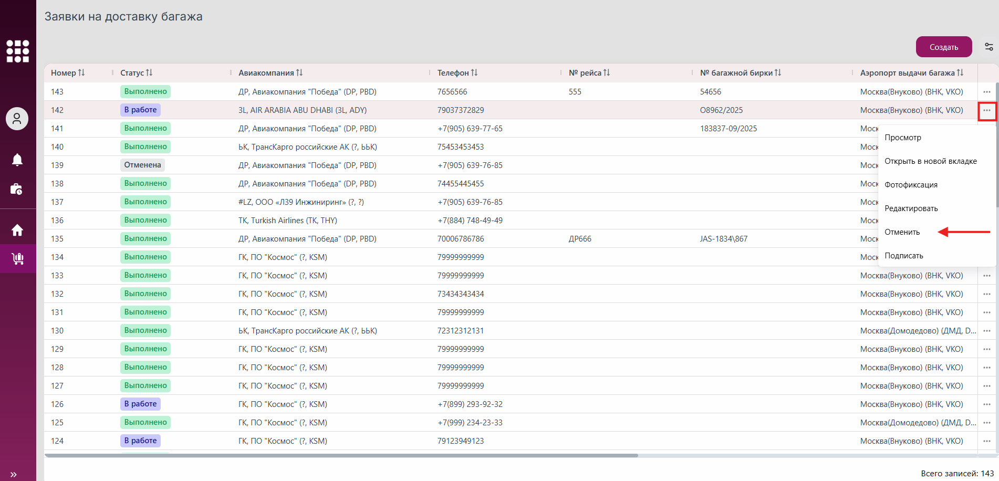 Заявки на доставку багажа
Создать
Номер Статус Авиакомпания Телефон № рейса № багажной бирки Аэропорт выдачи багажа
143 Выполнено ДР, Авиакомпания "Победа" (DP, PBD) 7656566 555 54656 Москва(Внуково) (ВНК, VKO)
142 В работе 3L, AIR ARABIA ABU DHABI (3L, ADY) 79037372829 О8962/2025 Москва(Внуково) (ВНК, VKO)
141 Выполнено ДР, Авиакомпания "Победа" (DP, PBD) +7(905) 639-77-65 183837-09/2025 Моск
Просмотр
140 Выполнено ЬК, ТрансКарго российские АК (?, ЬЬК) 75453453453 Моск
Открыть в новой вкладке
139 Отменена ДР, Авиакомпания "Победа" (DP, PBD) +7(905) 639-76-85 Моск
138 Выполнено ДР, Авиакомпания "Победа" (DP, PBD) 74455445455 Моск
Фотофиксация
137 Выполнено #LZ, ООО «ЛЗ9 Инжиниринг» (?, ?) +7(905) 639-76-85 Моск
Редактировать
136 Выполнено ТК, Turkish Airlines (TK, THY) +7(884) 748-49-49 Моск
Отменить
135 Выполнено ДР, Авиакомпания "Победа" (DP, PBD) 70006786786 ДР666 JAS-1834\867 Моск
134 Выполнено ГК, ПО "Космос" (?, KSM) 79999999999 Моск
Подписать
133 Выполнено ГК, ПО "Космос" (?, KSM) 79999999999 Москва(Внуково) (ВНК, VKO)
132 Выполнено ГК, ПО "Космос" (?, KSM) 73434343434 Москва(Внуково) (ВНК, VKO)
131 Выполнено ГК, ПО "Космос" (?, KSM) 79999999999 Москва(Внуково) (ВНК, VKO)
130 Выполнено ЬК, ТрансКарго российские АК (?, ЬЬК) 72312312131 Москва(Домодедово) (ДМД, D...
129 Выполнено ГК, ПО "Космос" (?, KSM) 79999999999 Москва(Внуково) (ВНК, VKO)
128 Выполнено ГК, ПО "Космос" (?, KSM) 79999999999 Москва(Внуково) (ВНК, VKO)
127 Выполнено ГК, ПО "Космос" (?, KSM) 79999999999 Москва(Внуково) (ВНК, VKO)
126 В работе ГК, ПО "Космос" (?, KSM) +7(899) 293-92-32 Москва(Внуково) (ВНК, VKO)
125 Выполнено ГК, ПО "Космос" (?, KSM) +7(999) 234-23-33 Москва(Домодедово) (ДМД, D...
124 В работе ГК, ПО "Космос" (?, KSM) 79123949123 Москва(Внуково) (ВНК, VKO)
Всего записей: 143